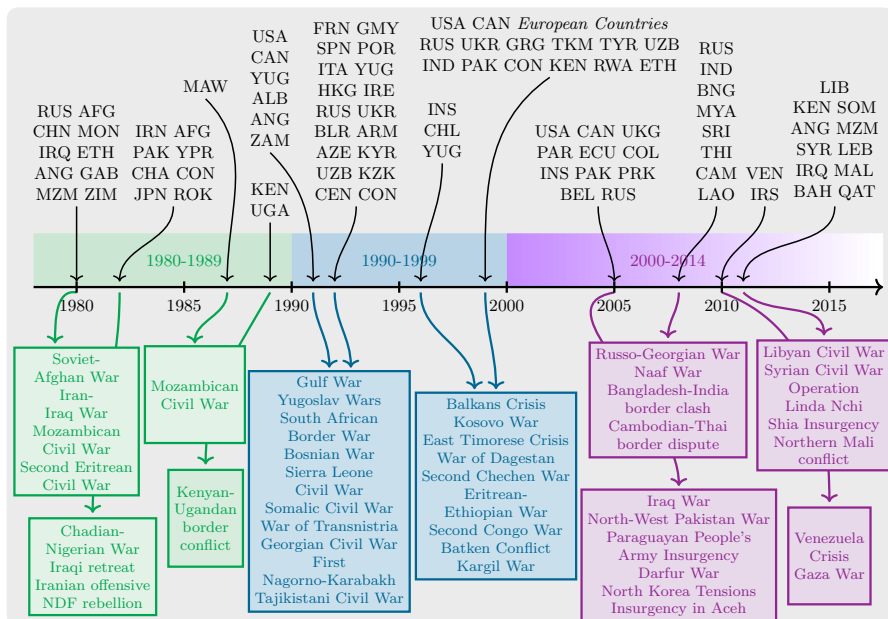 RUS AFG
CHN MON
IRQ ETH
ANG GAB
MZM ZIM
IRN AFG
PAK YPR
CHA CON
JPN ROK
MAW
USA
CAN
YUG
ALB
ANG
ZAM
KEN
UGA
FRN GMY
SPN POR
ITA YUG
HKG IRE
RUS UKR
BLR ARM
AZE KYR
UZB KZK
CEN CON
INS
CHL
YUG
USA CAN European Countries
RUS UKR GRG TKM TYR UZB
IND PAK CON KEN RWA ETH
USA CAN UKG
PAR ECU COL
INS PAK PRK
BEL RUS
RUS
IND
BNG
MYA
SRI
THI
CAM
LAO
VEN
IRS
LIB
KEN SOM
ANG MZM
SYR LEB
IRQ MAL
BAH QAT
1980-1989
1990-1999
2000-2014
1980
1985
1990
1995
2000
2005
2010
2015
Soviet-
Afghan War
Iran-
Iraq War
Mozambican
Civil War
Second Eritrean
Civil War
Chadian-
Nigerian War
Iraqi retreat
Iranian offensive
NDF rebellion
Mozambican
Civil War
Kenyan-
Ugandan
border
conflict
Gulf War
Yugoslav Wars
South African
Border War
Bosnian War
Sierra Leone
Civil War
Somalic Civil War
War of Transnistria
Georgian Civil War
First
Nagorno-Karabakh
Tajikistani Civil War
Balkans Crisis
Kosovo War
East Timorese Crisis
War of Dagestan
Second Chechen War
Eritrean-
Ethiopian War
Second Congo War
Batken Conflict
Kargil War
Russo-Georgian War
Naaf War
Bangladesh-India
border clash
Cambodian-Thai
border dispute
Iraq War
North-West Pakistan War
Paraguayan People's
Army Insurgency
Darfur War
North Korea Tensions
Insurgency in Aceh
Libyan Civil War
Syrian Civil War
Operation
Linda Nchi
Shia Insurgency
Northern Mali
conflict
Venezuela
Crisis
Gaza War